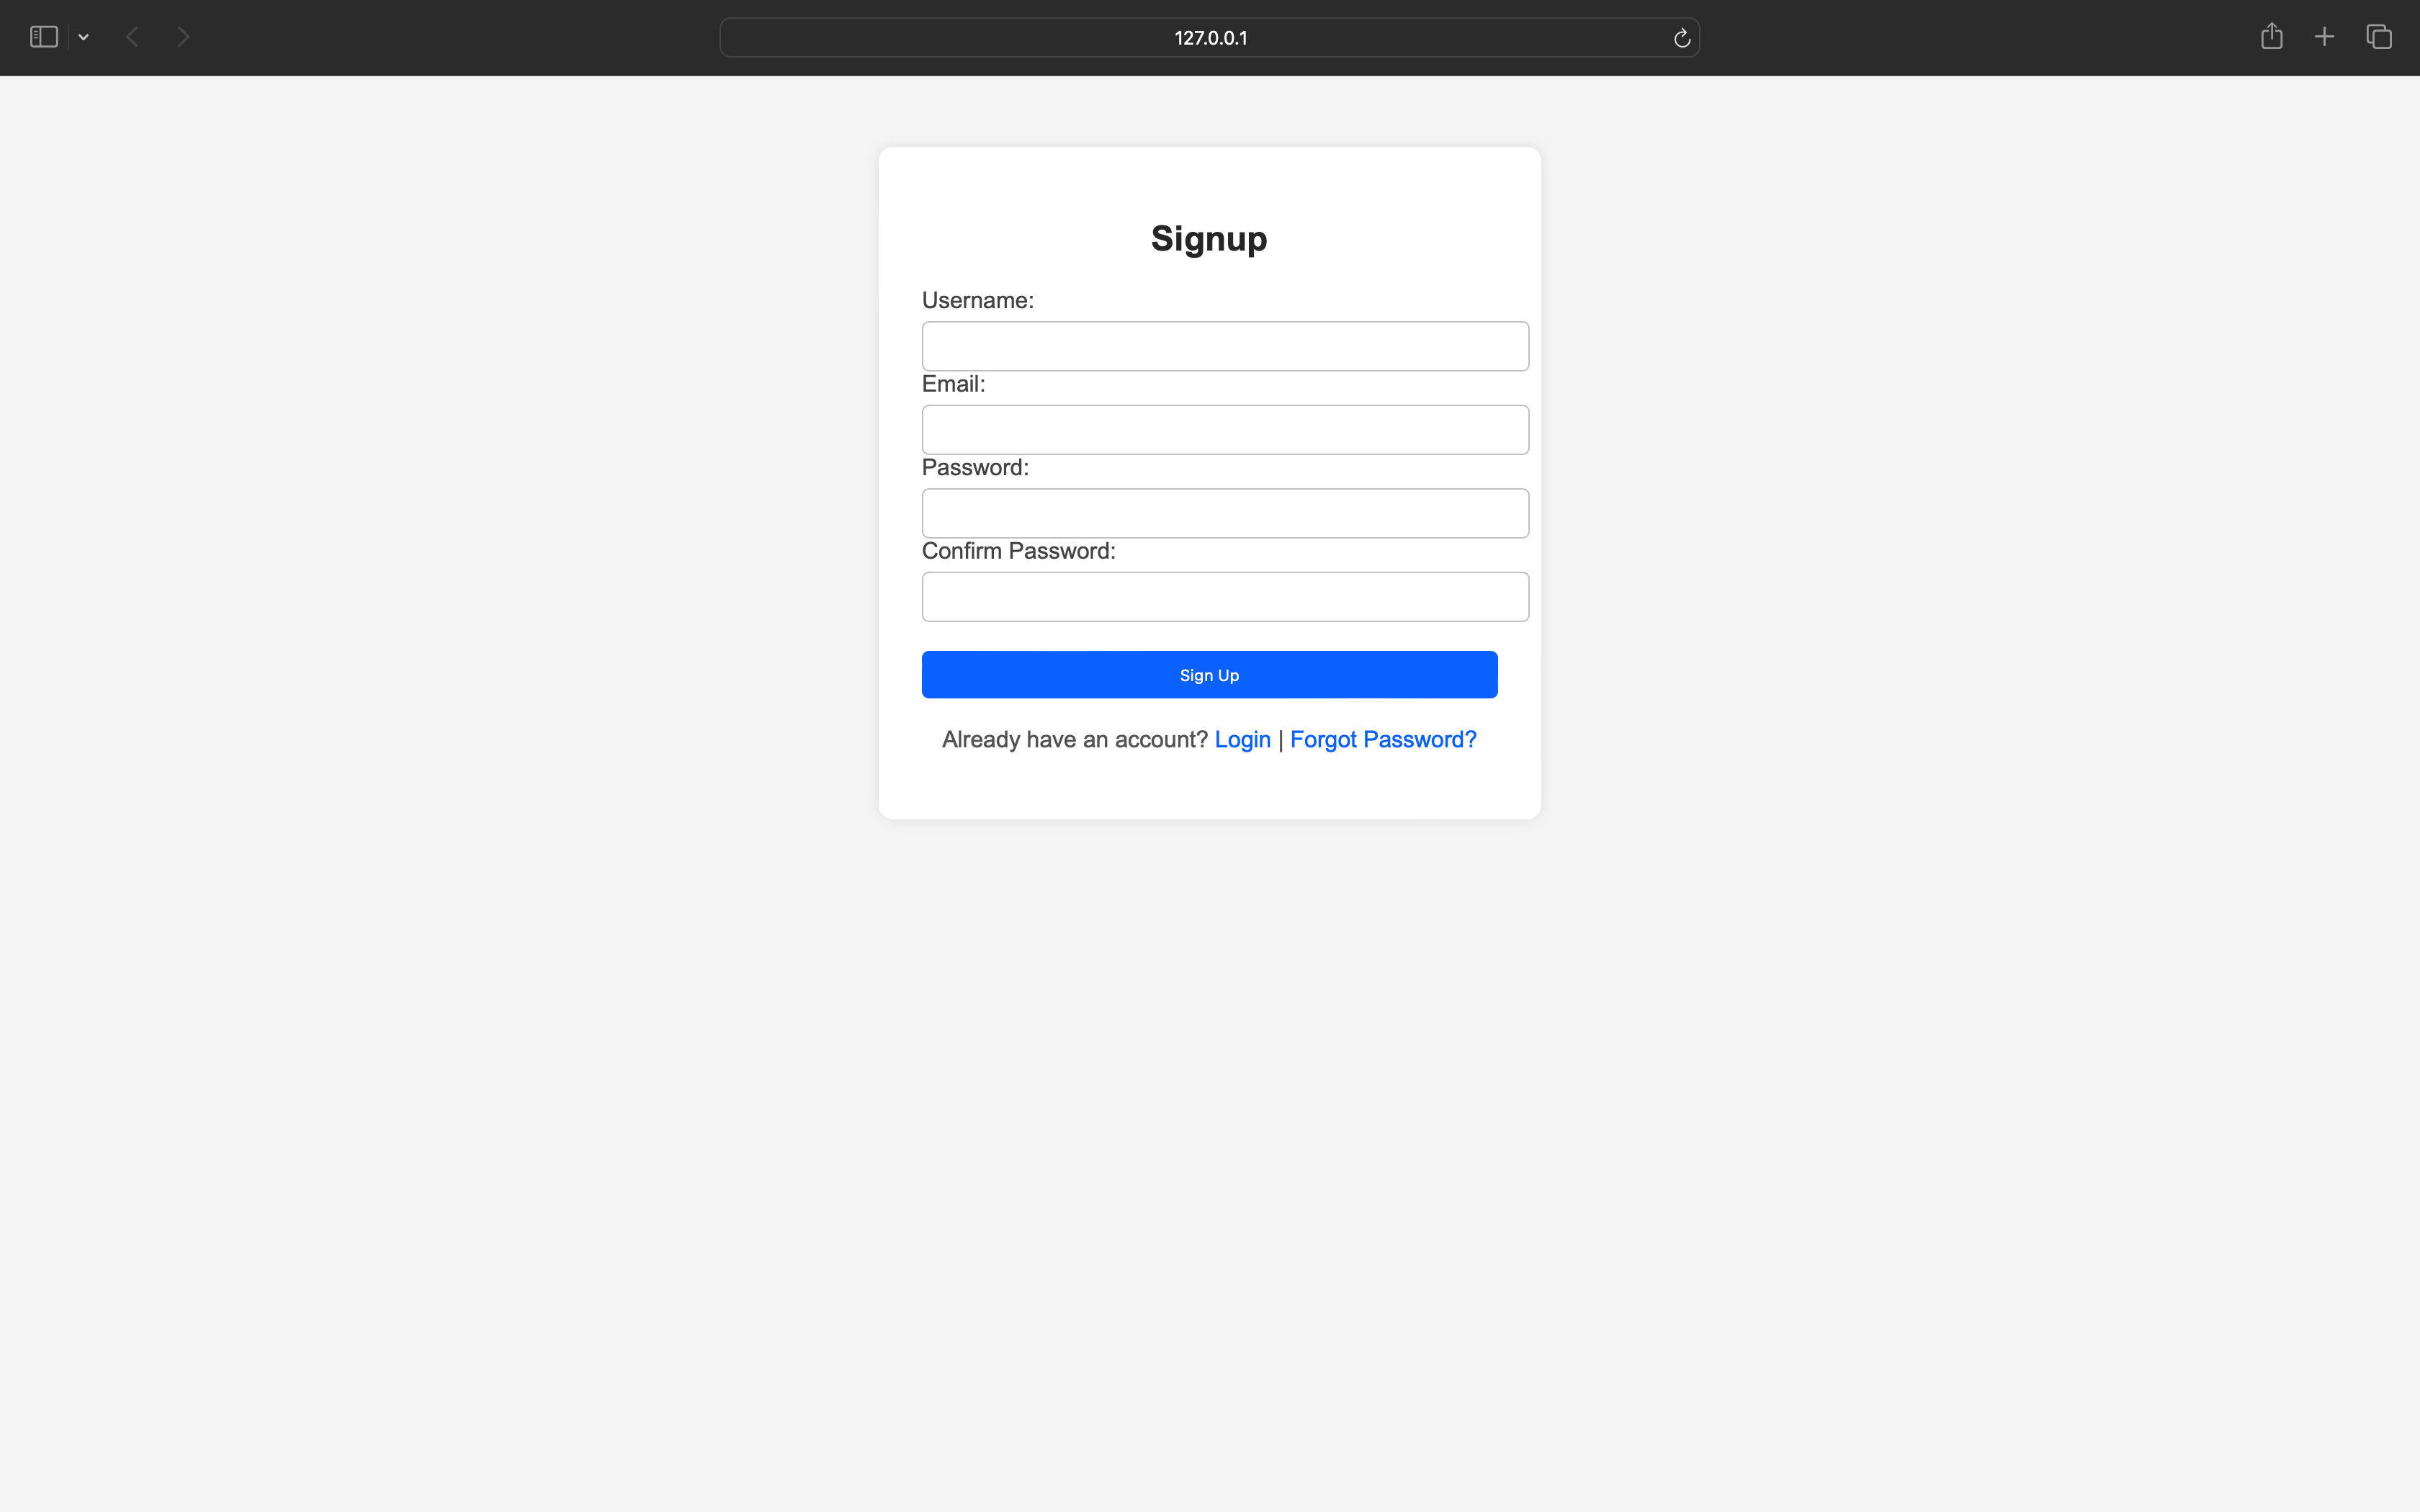 127.0.0.1
Signup
Username:
Email:
Password:
Confirm Password:
Sign Up
Already have an account? Login | Forgot Password?